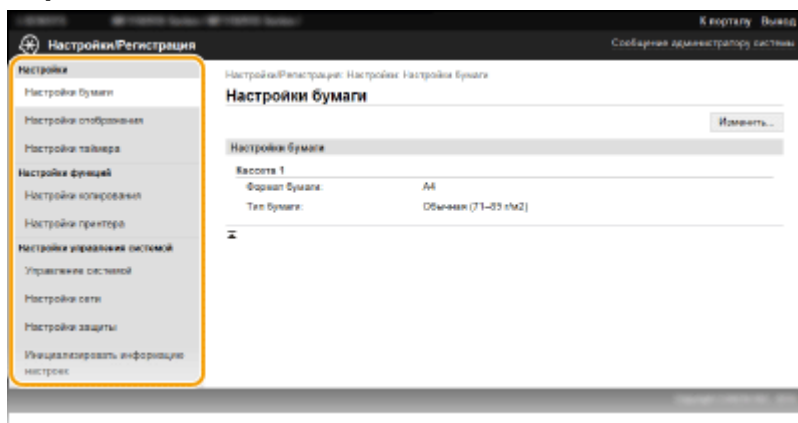 К порталу Выход
Настройки/Регистрация
Сообщение администратору системы
Настройки
Настройки бумаги
Настройки отображения
Настройки таймера
Настройки функций
Настройки копирования
Настройки принтера
Настройки управления системой
Управление системой
Настройки сети
Настройки защиты
Инициализировать информацию
настроек
Настройки/Регистрация: Настройки: Настройки бумаги
Настройки бумаги
Изменить...
Настройки бумаги
Кассета 1
Формат бумаги:
A4
Тип бумаги:
Обычная (71–89 г/м2)